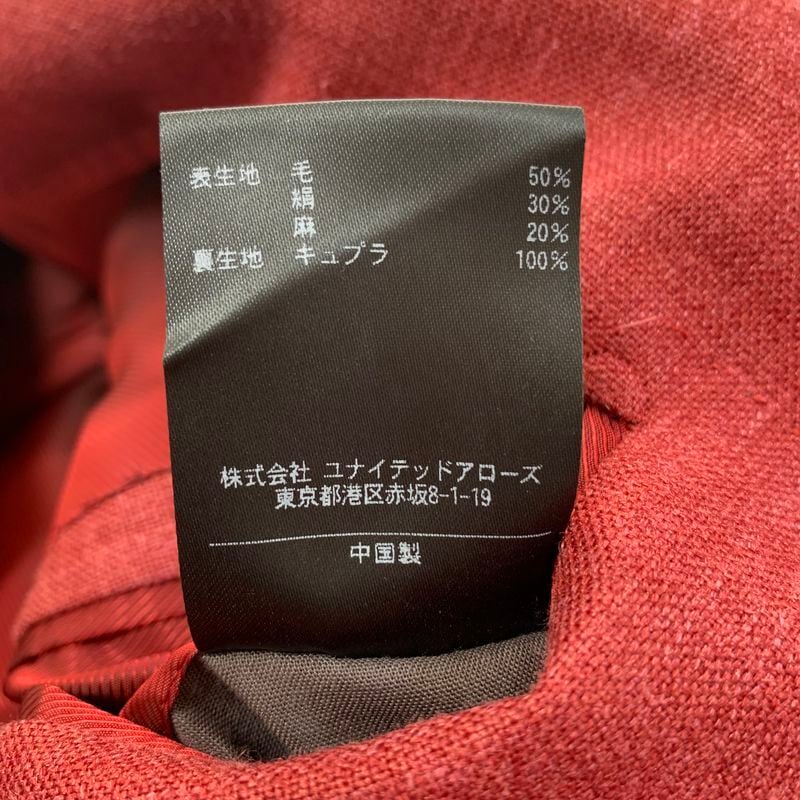 表生地 毛 50%
絹 30%
麻 20%
裏生地 キュプラ 100%
株式会社 ユナイテッドアローズ
東京都港区赤坂8-1-19
中国製